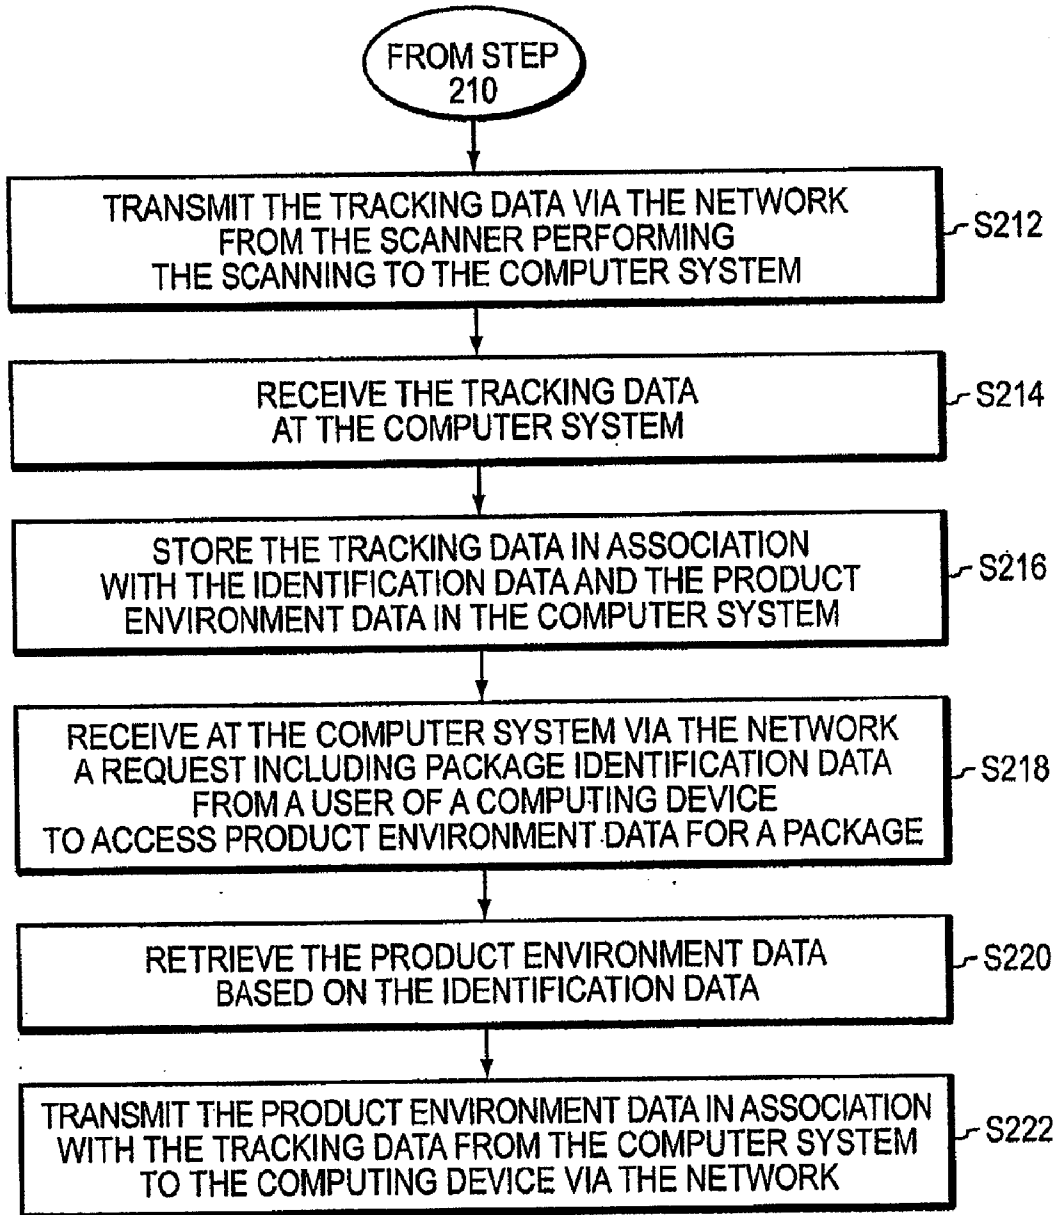 FROM STEP
210
TRANSMIT THE TRACKING DATA VIA THE NETWORK
FROM THE SCANNER PERFORMING
THE SCANNING TO THE COMPUTER SYSTEM
S212
RECEIVE THE TRACKING DATA
AT THE COMPUTER SYSTEM
S214
STORE THE TRACKING DATA IN ASSOCIATION
WITH THE IDENTIFICATION DATA AND THE PRODUCT
ENVIRONMENT DATA IN THE COMPUTER SYSTEM
S216
RECEIVE AT THE COMPUTER SYSTEM VIA THE NETWORK
A REQUEST INCLUDING PACKAGE IDENTIFICATION DATA
FROM A USER OF A COMPUTING DEVICE
TO ACCESS PRODUCT ENVIRONMENT DATA FOR A PACKAGE
S218
RETRIEVE THE PRODUCT ENVIRONMENT DATA
BASED ON THE IDENTIFICATION DATA
S220
TRANSMIT THE PRODUCT ENVIRONMENT DATA IN ASSOCIATION
WITH THE TRACKING DATA FROM THE COMPUTER SYSTEM
TO THE COMPUTING DEVICE VIA THE NETWORK
S222